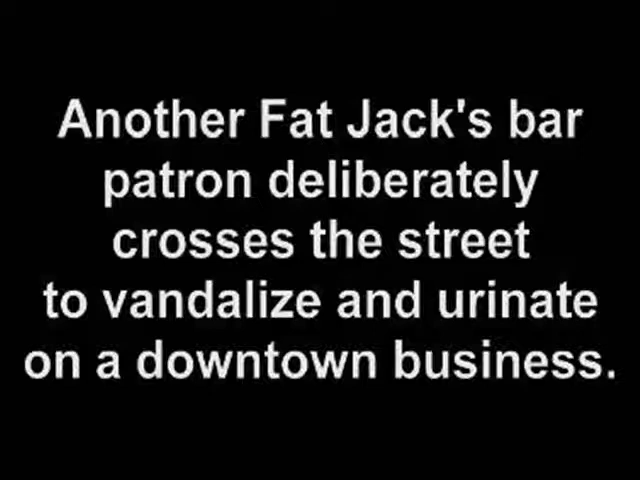 Another Fat Jack's bar
patron deliberately
crosses the street
to vandalize and urinate
on a downtown business.